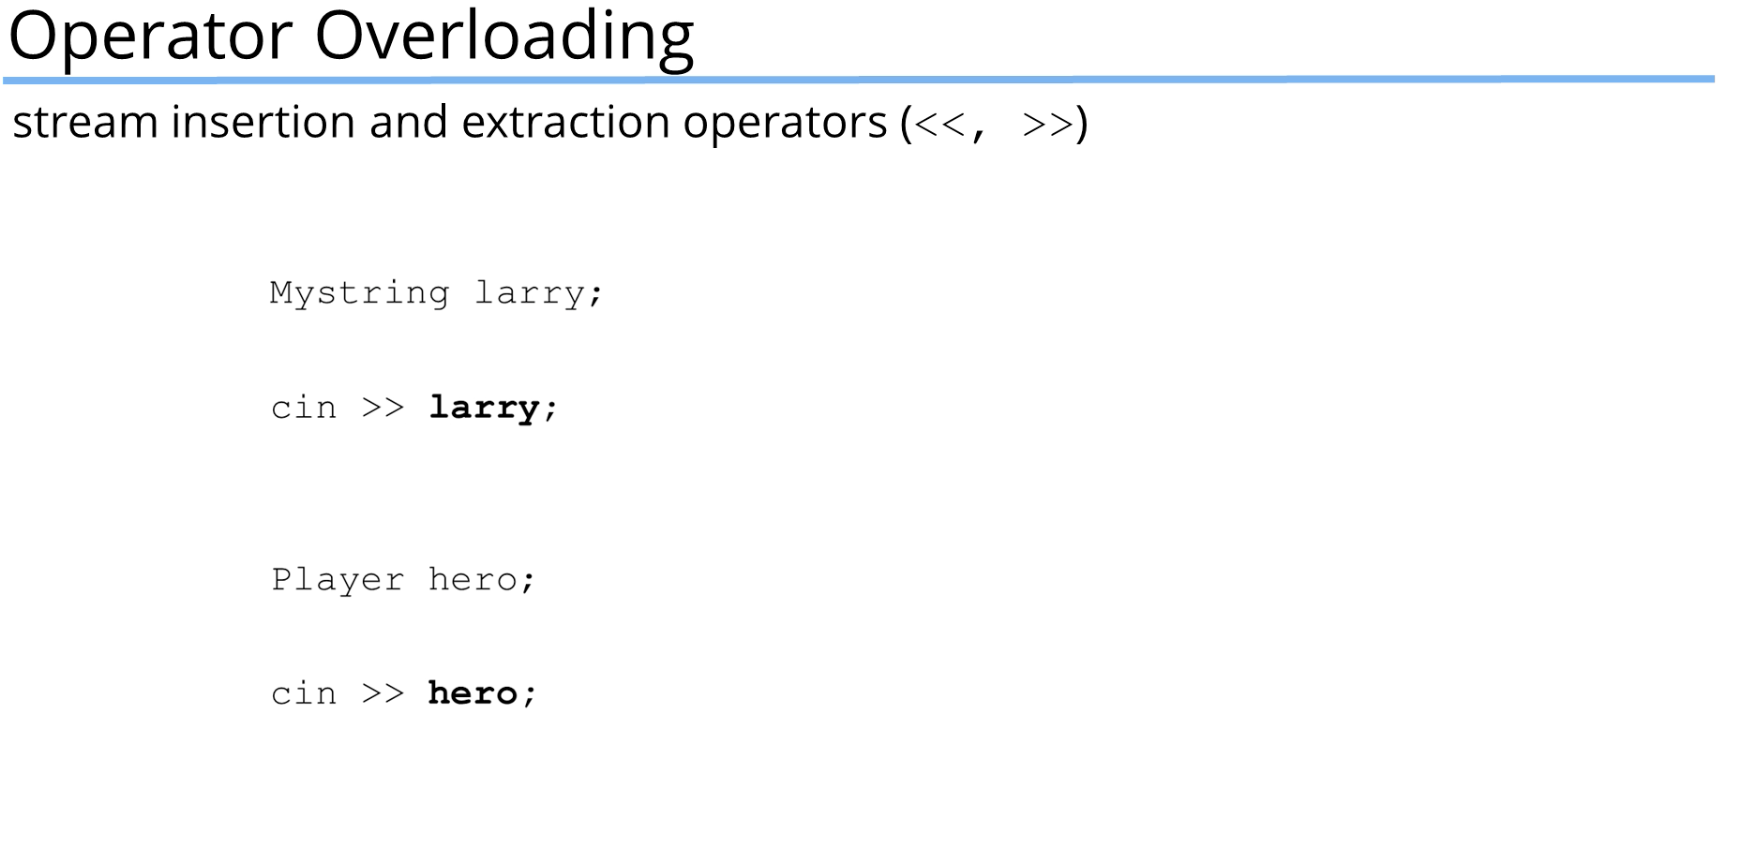 Operator Overloading
stream insertion and extraction operators (<<, >>)
Mystring larry;
cin >> larry;
Player hero;
cin >> hero;